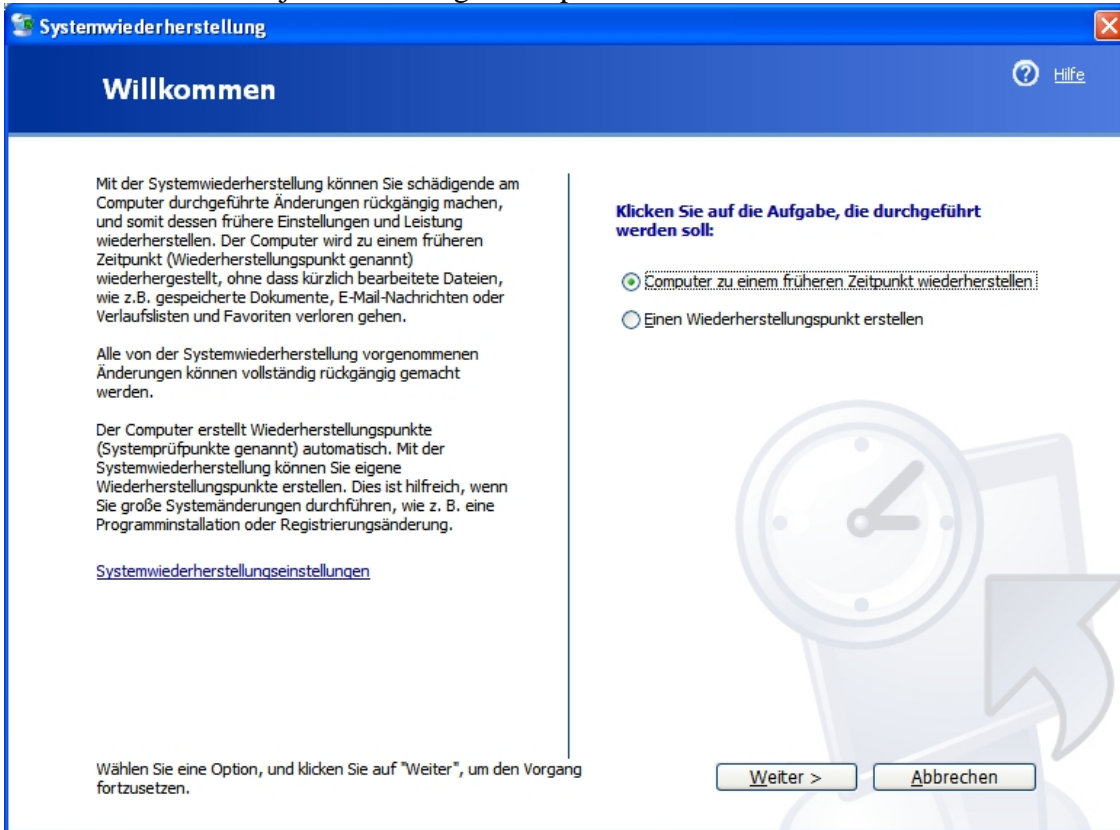 Systemwiederherstellung
Willkommen
Hilfe
Mit der Systemwiederherstellung können Sie schädigende am
Computer durchgeführte Änderungen rückgängig machen,
und somit dessen frühere Einstellungen und Leistung
wiederherstellen. Der Computer wird zu einem früheren
Zeitpunkt (Wiederherstellungspunkt genannt)
wiederhergestellt, ohne dass kürzlich bearbeitete Dateien,
wie z.B. gespeicherte Dokumente, E-Mail-Nachrichten oder
Verlaufslisten und Favoriten verloren gehen.
Alle von der Systemwiederherstellung vorgenommenen
Änderungen können vollständig rückgängig gemacht
werden.
Der Computer erstellt Wiederherstellungspunkte
(Systemprüfpunkte genannt) automatisch. Mit der
Systemwiederherstellung können Sie eigene
Wiederherstellungspunkte erstellen. Dies ist hilfreich, wenn
Sie große Systemänderungen durchführen, wie z. B. eine
Programminstallation oder Registrierungsänderung.
Systemwiederherstellungseinstellungen
Klicken Sie auf die Aufgabe, die durchgeführt
werden soll:
Computer zu einem früheren Zeitpunkt wiederherstellen
Einen Wiederherstellungspunkt erstellen
Wählen Sie eine Option, und klicken Sie auf "Weiter", um den Vorgang
fortzusetzen.
Weiter >
Abbrechen